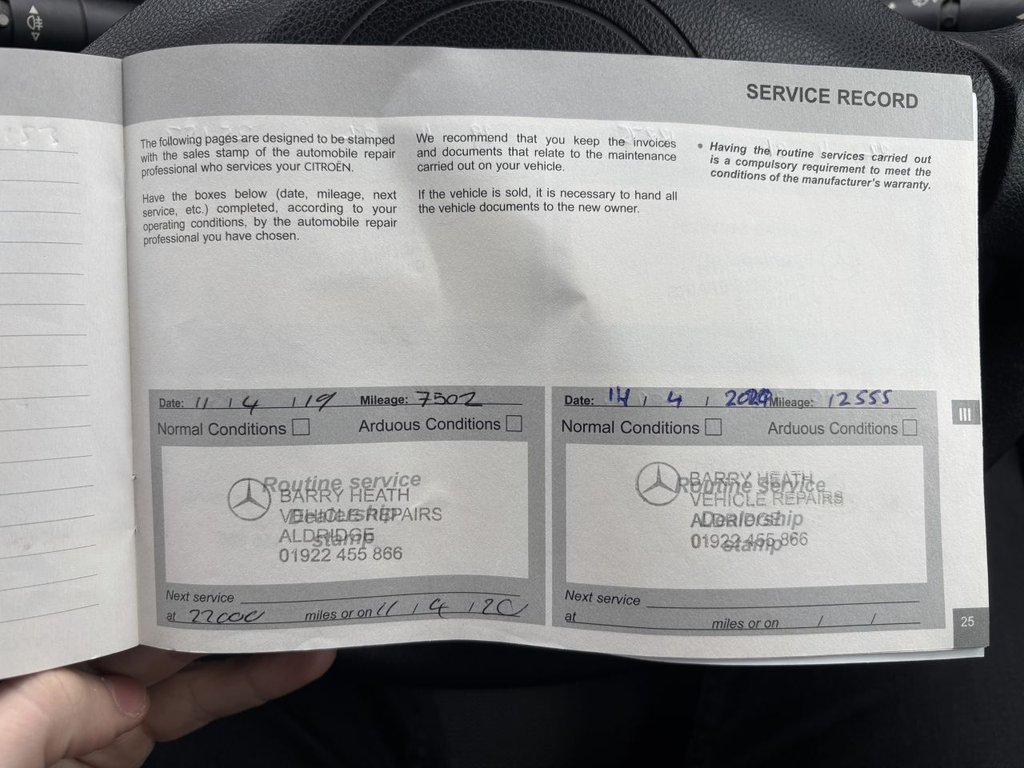 SERVICE RECORD
The following pages are designed to be stamped
with the sales stamp of the automobile repair
professional who services your CITROËN.
Have the boxes below (date, mileage, next
service, etc.) completed, according to your
operating conditions, by the automobile repair
professional you have chosen.
We recommend that you keep the invoices
and documents that relate to the maintenance
carried out on your vehicle.
If the vehicle is sold, it is necessary to hand all
the vehicle documents to the new owner.
• Having the routine services carried out
is a compulsory requirement to meet the
conditions of the manufacturer's warranty.
Date: 11 / 4 / 19 Mileage: 7502
Normal Conditions Arduous Conditions
Routine service
BARRY HEATH
VEHICLE REPAIRS
Dealership
ALDRIDGE
stamp
01922 455 866
Next service
at 22000 miles or on 11 / 4 / 20
Date: 14 / 4 / 2020 Mileage: 12555
Normal Conditions Arduous Conditions
BARRY HEATH
Routine service
VEHICLE REPAIRS
ALDRIDGE
Dealership
01922 455 866
stamp
Next service
at miles or on / /
III
25